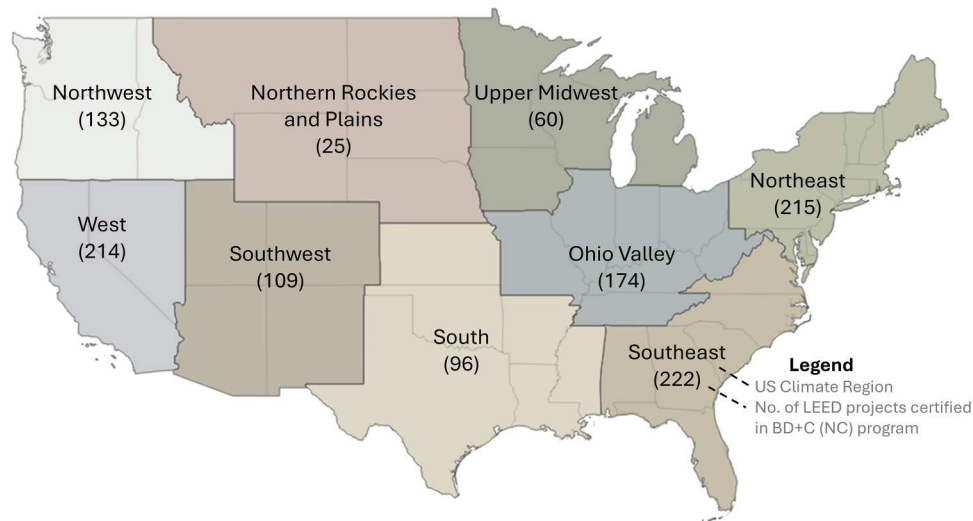 Northwest
(133)
Northern Rockies
and Plains
(25)
Upper Midwest
(60)
Northeast
(215)
West
(214)
Southwest
(109)
Ohio Valley
(174)
South
(96)
Southeast
(222)
Legend
US Climate Region
No. of LEED projects certified
in BD+C (NC) program